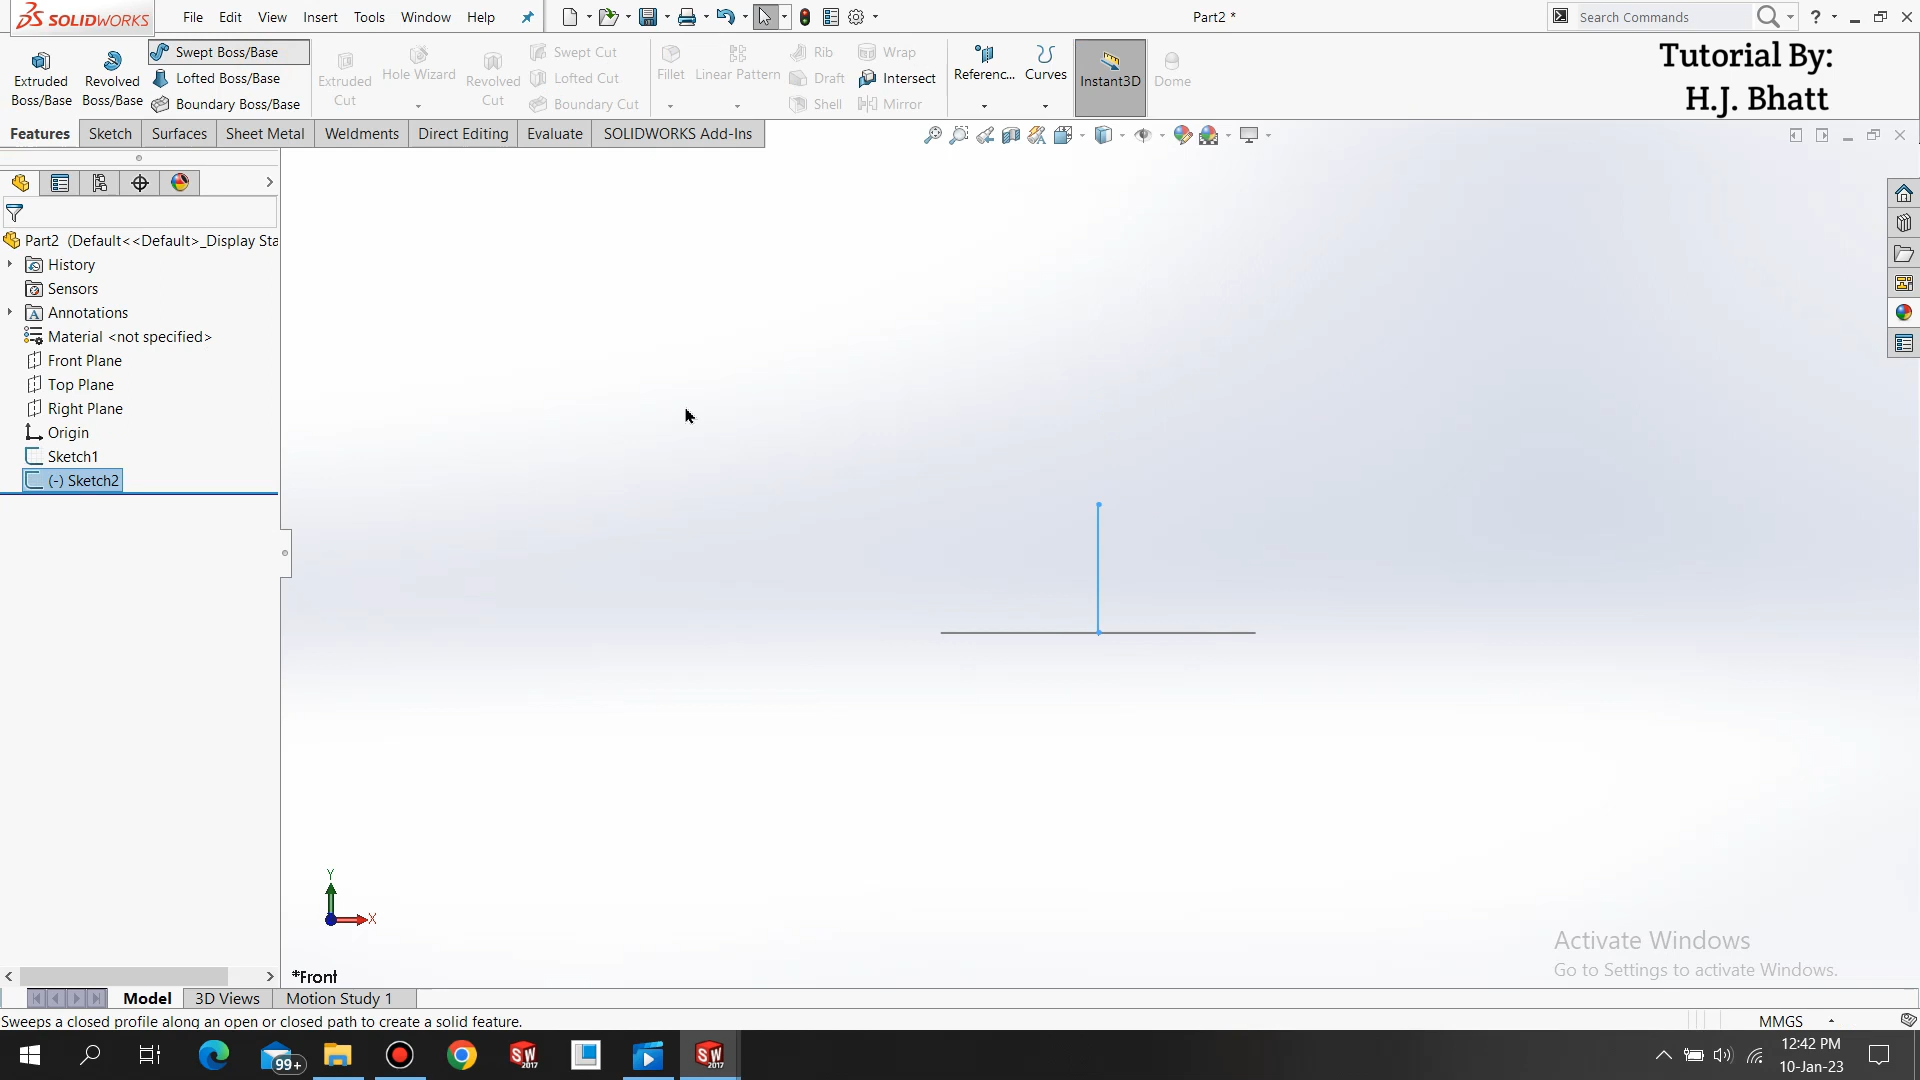 SOLIDWORKS
File Edit View Insert Tools Window Help
Part2 *
Search Commands
?
Tutorial By:
H.J. Bhatt
Extruded
Boss/Base
Revolved
Boss/Base
Swept Boss/Base
Lofted Boss/Base
Boundary Boss/Base
Extruded
Cut
Hole Wizard
Revolved
Cut
Swept Cut
Lofted Cut
Boundary Cut
Fillet
Linear Pattern
Rib
Draft
Shell
Wrap
Intersect
Mirror
Referenc...
Curves
Instant3D
Dome
Features Sketch Surfaces Sheet Metal Weldments Direct Editing Evaluate SOLIDWORKS Add-Ins
Part2 (Default<<Default>_Display Sta
History
Sensors
A Annotations
Material <not specified>
Front Plane
Top Plane
Right Plane
Origin
Sketch1
(-) Sketch2
Y
X
*Front
Activate Windows
Go to Settings to activate Windows.
Model 3D Views Motion Study 1
Sweeps a closed profile along an open or closed path to create a solid feature.
MMGS
99+
SW
2017
SW
2017
12:42 PM
10-Jan-23